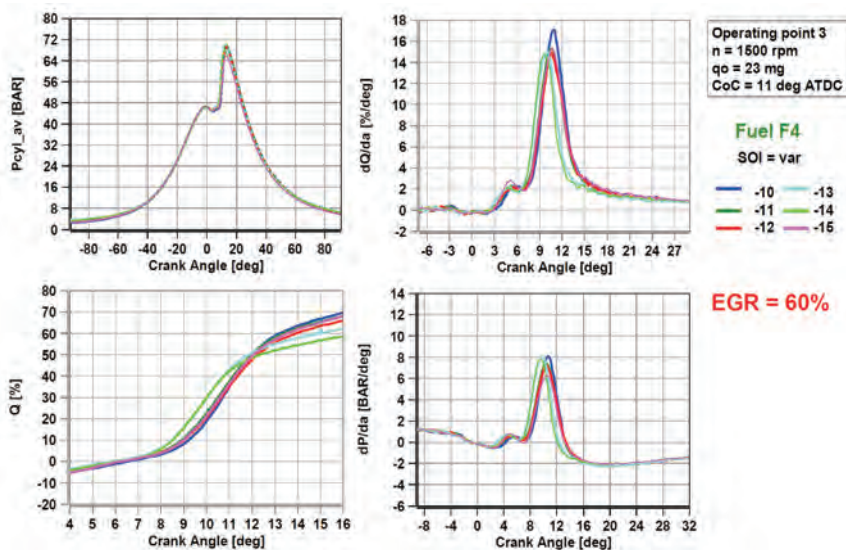 Pcyl_av [BAR]
80
72
64
56
48
40
32
24
16
8
0
-80 -60 -40 -20 0 20 40 60 80
Crank Angle [deg]
dQ/da [%/deg]
18
16
14
12
10
8
6
4
2
0
-2
-6 -3 0 3 6 9 12 15 18 21 24 27
Crank Angle [deg]
Operating point 3
n = 1500 rpm
qo = 23 mg
CoC = 11 deg ATDC
Fuel F4
SOI = var
-10 -13
-11 -14
-12 -15
EGR = 60%
Q [%]
80
70
60
50
40
30
20
10
0
-10
-20
4 5 6 7 8 9 10 11 12 13 14 15 16
Crank Angle [deg]
dP/da [BAR/deg]
14
12
10
8
6
4
2
0
-2
-4
-6
-8 -4 0 4 8 12 16 20 24 28 32
Crank Angle [deg]